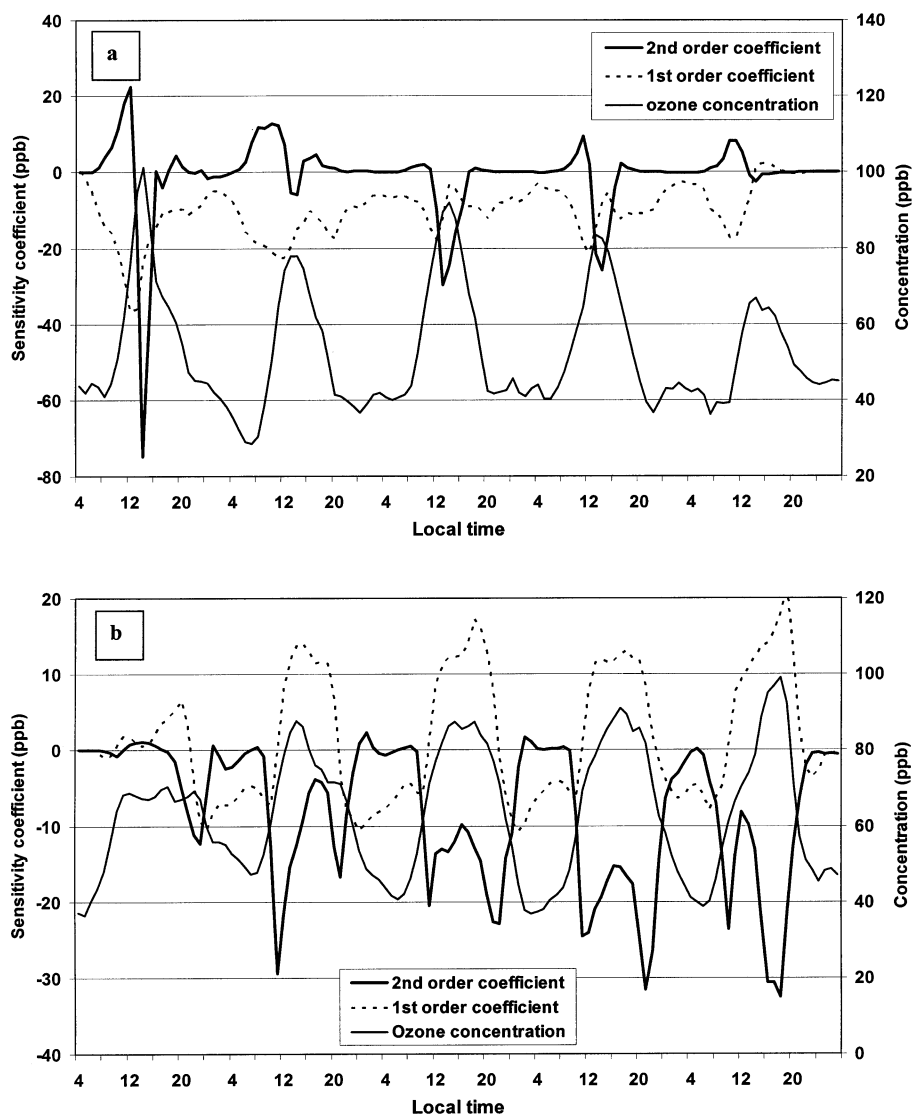 a
2nd order coefficient
1st order coefficient
ozone concentration
Sensitivity coefficient (ppb)
40
20
0
-20
-40
-60
-80
Concentration (ppb)
140
120
100
80
60
40
20
4 12 20 4 12 20 4 12 20 4 12 20 4 12 20
Local time
b
2nd order coefficient
1st order coefficient
Ozone concentration
Sensitivity coefficient (ppb)
20
10
0
-10
-20
-30
-40
Concentration (ppb)
120
100
80
60
40
20
0
4 12 20 4 12 20 4 12 20 4 12 20 4 12 20
Local time